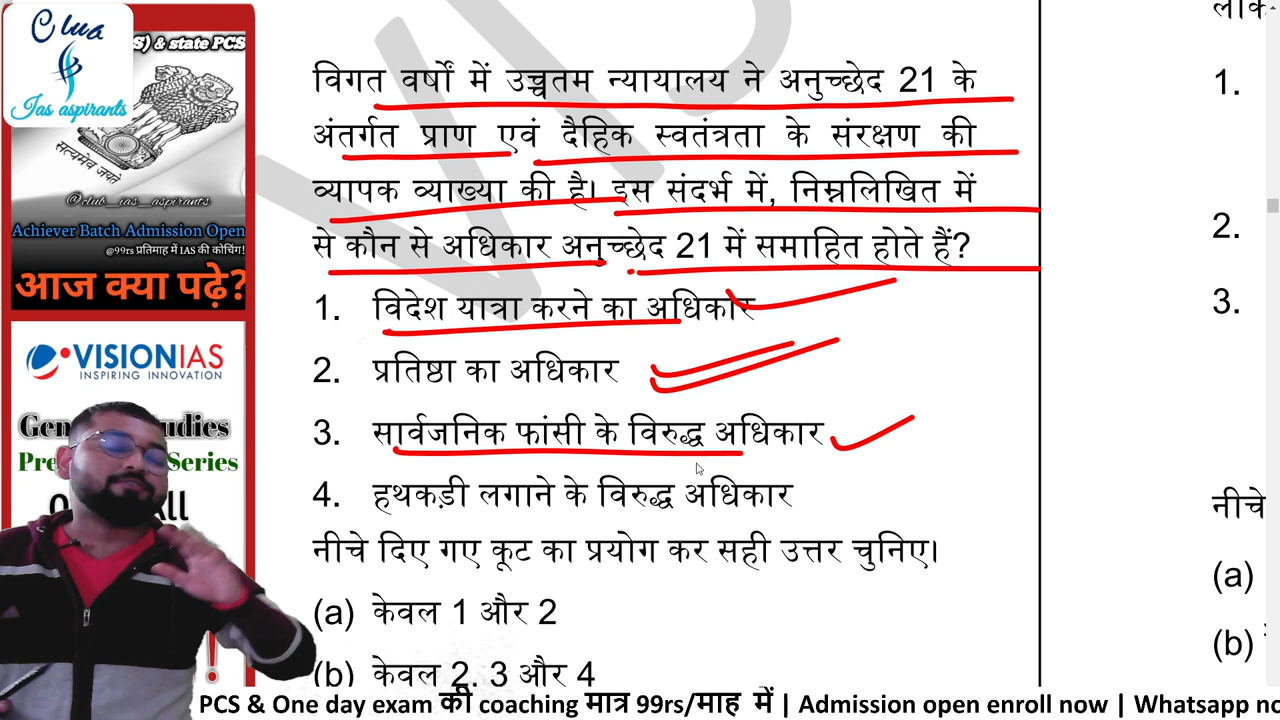 Clua
Ias aspirants
S) & state PCS
सत्यमेव जयते
@club_ias_aspirants
Achiever Batch Admission Open
@99rs प्रतिमाह में IAS की कोचिंग!
आज क्या पढ़े?
VISIONIAS
INSPIRING INNOVATION
Gen dies
Pre Series
O ll
!
विगत वर्षों में उच्चतम न्यायालय ने अनुच्छेद 21 के
अंतर्गत प्राण एवं दैहिक स्वतंत्रता के संरक्षण की
व्यापक व्याख्या की है। इस संदर्भ में, निम्नलिखित में
से कौन से अधिकार अनुच्छेद 21 में समाहित होते हैं?
1. विदेश यात्रा करने का अधिकार
2. प्रतिष्ठा का अधिकार
3. सार्वजनिक फांसी के विरुद्ध अधिकार
4. हथकड़ी लगाने के विरुद्ध अधिकार
नीचे दिए गए कूट का प्रयोग कर सही उत्तर चुनिए।
(a) केवल 1 और 2
(b) केवल 2, 3 और 4
1.
2.
3.
नीचे
(a)
(b)
PCS & One day exam की coaching मात्र 99rs/माह में | Admission open enroll now | Whatsapp no